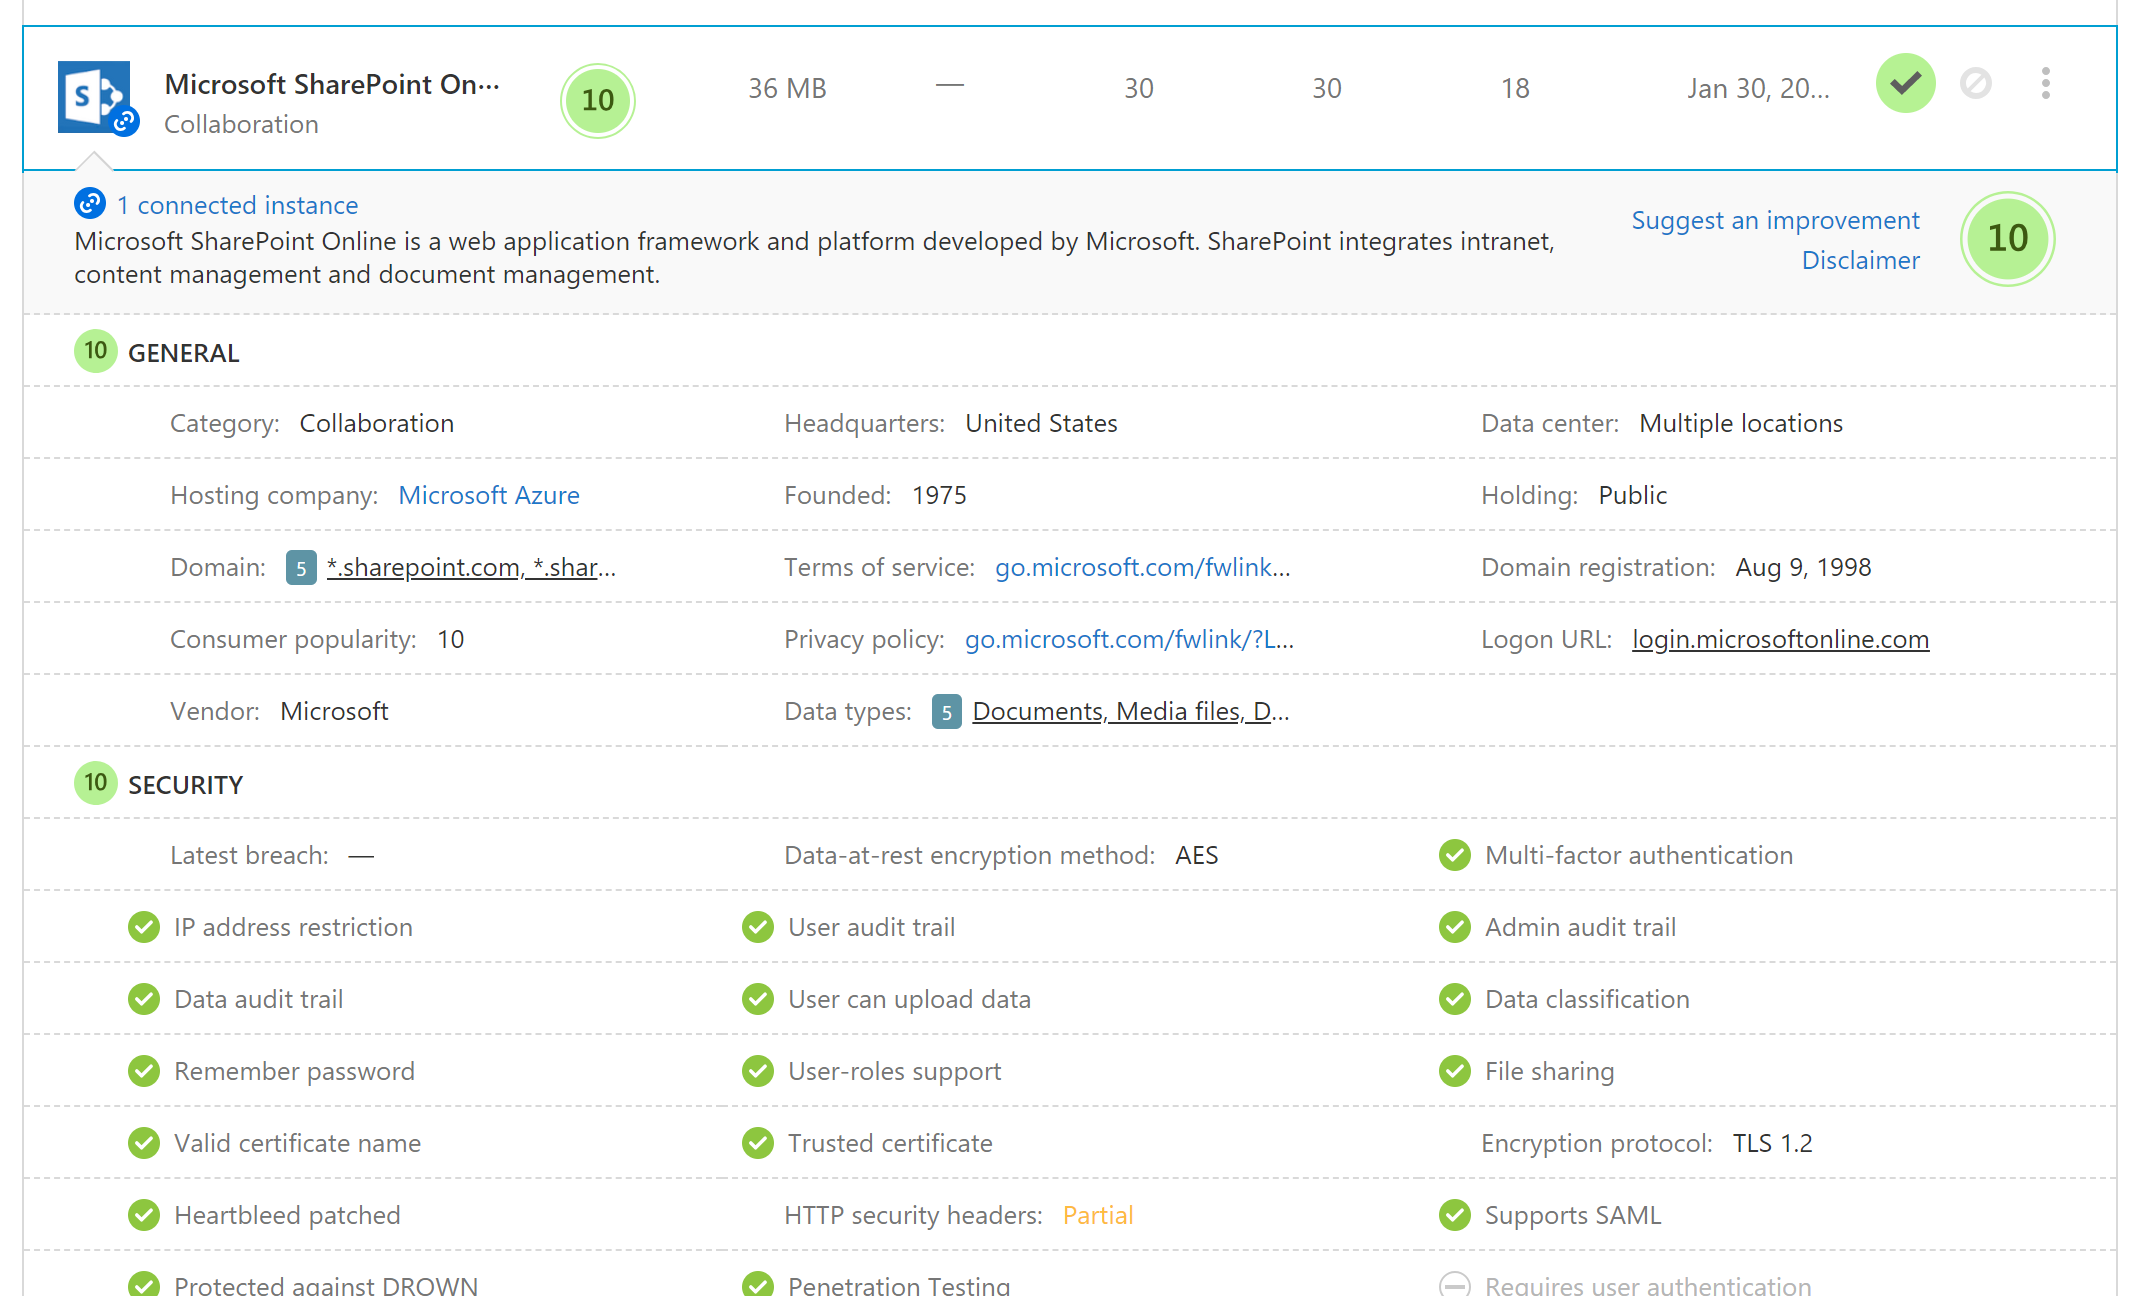 Microsoft SharePoint On···
Collaboration
10 36 MB — 30 30 18 Jan 30, 20...
1 connected instance
Microsoft SharePoint Online is a web application framework and platform developed by Microsoft. SharePoint integrates intranet,
content management and document management.
Suggest an improvement
Disclaimer
10
10 GENERAL
Category: Collaboration Headquarters: United States Data center: Multiple locations
Hosting company: Microsoft Azure Founded: 1975 Holding: Public
Domain: 5 *.sharepoint.com, *.shar... Terms of service: go.microsoft.com/fwlink... Domain registration: Aug 9, 1998
Consumer popularity: 10 Privacy policy: go.microsoft.com/fwlink/?L... Logon URL: login.microsoftonline.com
Vendor: Microsoft Data types: 5 Documents, Media files, D...
10 SECURITY
Latest breach: — Data-at-rest encryption method: AES Multi-factor authentication
IP address restriction User audit trail Admin audit trail
Data audit trail User can upload data Data classification
Remember password User-roles support File sharing
Valid certificate name Trusted certificate Encryption protocol: TLS 1.2
Heartbleed patched HTTP security headers: Partial Supports SAML
Protected against DROWN Penetration Testing Requires user authentication